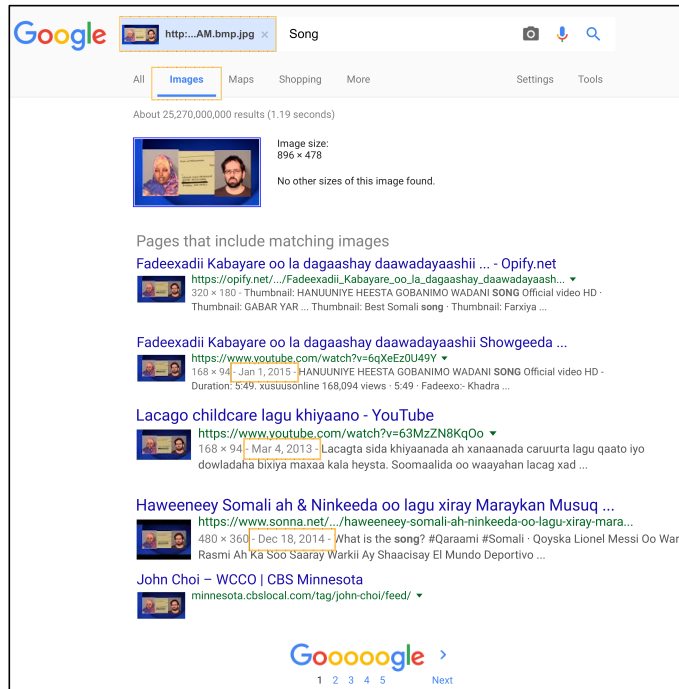 Google http:...AM.bmp.jpg × Song
All Images Maps Shopping More Settings Tools
About 25,270,000,000 results (1.19 seconds)
Image size:
896 × 478
No other sizes of this image found.
Pages that include matching images
Fadeexadii Kabayare oo la dagaashay daawadayaashii ... - Opify.net
https://opify.net/.../Fadeexadii_Kabayare_oo_la_dagaashay_daawadayaash...
320 × 180 - Thumbnail: HANUUNIYE HEESTA GOBANIMO WADANI SONG Official video HD ·
Thumbnail: GABAR YAR ... Thumbnail: Best Somali song · Thumbnail: Farxiya ...
Fadeexadii Kabayare oo la dagaashay daawadayaashii Showgeeda ...
https://www.youtube.com/watch?v=6qXeEz0U49Y
168 × 94 - Jan 1, 2015 - HANUUNIYE HEESTA GOBANIMO WADANI SONG Official video HD -
Duration: 5:49. xusuusonline 168,094 views · 5:49 · Fadeexo:- Khadra ...
Lacago childcare lagu khiyaano - YouTube
https://www.youtube.com/watch?v=63MzZN8KqOo
168 × 94 - Mar 4, 2013 - Lacagta sida khiyaanada ah xanaanada caruurta lagu qaato iyo
dowladaha bixiya maxaa kala heysta. Soomaalida oo waayahan lacag xad ...
Haweeneey Somali ah & Ninkeeda oo lagu xiray Maraykan Musuq ...
https://www.sonna.net/.../haweeneey-somali-ah-ninkeeda-oo-lagu-xiray-mara...
480 × 360 - Dec 18, 2014 - What is the song? #Qaraami #Somali · Qoyska Lionel Messi Oo War
Rasmi Ah Ka Soo Saaray Warkii Ay Shaacisay El Mundo Deportivo ...
John Choi – WCCO | CBS Minnesota
minnesota.cbslocal.com/tag/john-choi/feed/
Gooooogle
1 2 3 4 5 Next